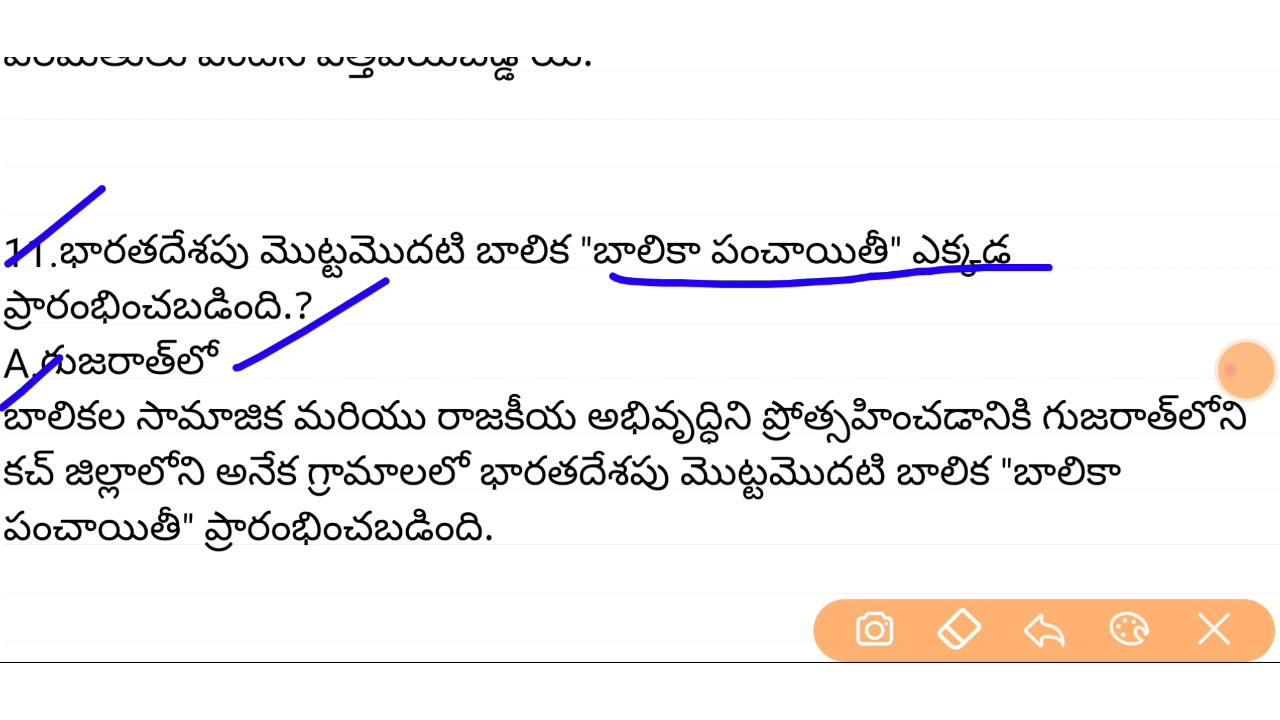 11.భారతదేశపు మొట్టమొదటి బాలిక "బాలికా పంచాయితీ" ఎక్కడ
ప్రారంభించబడింది.?
A.గుజరాత్‌లో
బాలికల సామాజిక మరియు రాజకీయ అభివృద్ధిని ప్రోత్సహించడానికి గుజరాత్‌లోని
కచ్ జిల్లాలోని అనేక గ్రామాలలో భారతదేశపు మొట్టమొదటి బాలిక "బాలికా
పంచాయితీ" ప్రారంభించబడింది.